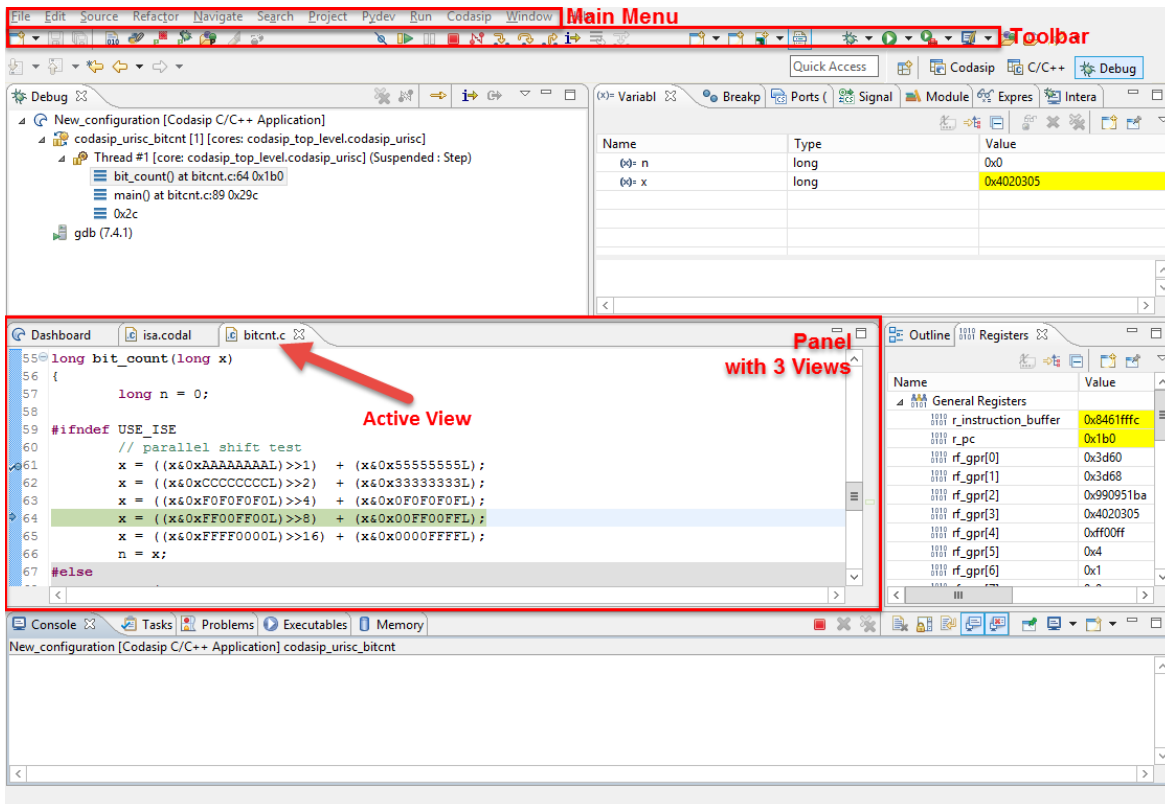 File Edit Source Refactor Navigate Search Project Pydev Run Codasip Window
Main Menu
Toolbar
Quick Access
Codasip
C/C++
Debug
Debug
New_configuration [Codasip C/C++ Application]
codasip_urisc_bitcnt [1] [cores: codasip_top_level.codasip_urisc]
Thread #1 [core: codasip_top_level.codasip_urisc] (Suspended : Step)
bit_count() at bitcnt.c:64 0x1b0
main() at bitcnt.c:89 0x29c
0x2c
gdb (7.4.1)
(x)= Variabl
Breakp
Ports (
Signal
Module
Expres
Intera
Name Type Value
(x)= n long 0x0
(x)= x long 0x4020305
Dashboard
isa.codal
bitcnt.c
Panel
with 3 Views
Active View
55 long bit_count(long x)
56 {
57 long n = 0;
58
59 #ifndef USE_ISE
60 // parallel shift test
61 x = ((x&0xAAAAAAAAL)>>1) + (x&0x55555555L);
62 x = ((x&0xCCCCCCCCL)>>2) + (x&0x33333333L);
63 x = ((x&0xF0F0F0F0L)>>4) + (x&0x0F0F0F0FL);
64 x = ((x&0xFF00FF00L)>>8) + (x&0x00FF00FFL);
65 x = ((x&0xFFFF0000L)>>16) + (x&0x0000FFFFL);
66 n = x;
67 #else
Outline
Registers
Name Value
General Registers
r_instruction_buffer 0x8461fffc
r_pc 0x1b0
rf_gpr[0] 0x3d60
rf_gpr[1] 0x3d68
rf_gpr[2] 0x990951ba
rf_gpr[3] 0x4020305
rf_gpr[4] 0xff00ff
rf_gpr[5] 0x4
rf_gpr[6] 0x1
Console
Tasks
Problems
Executables
Memory
New_configuration [Codasip C/C++ Application] codasip_urisc_bitcnt